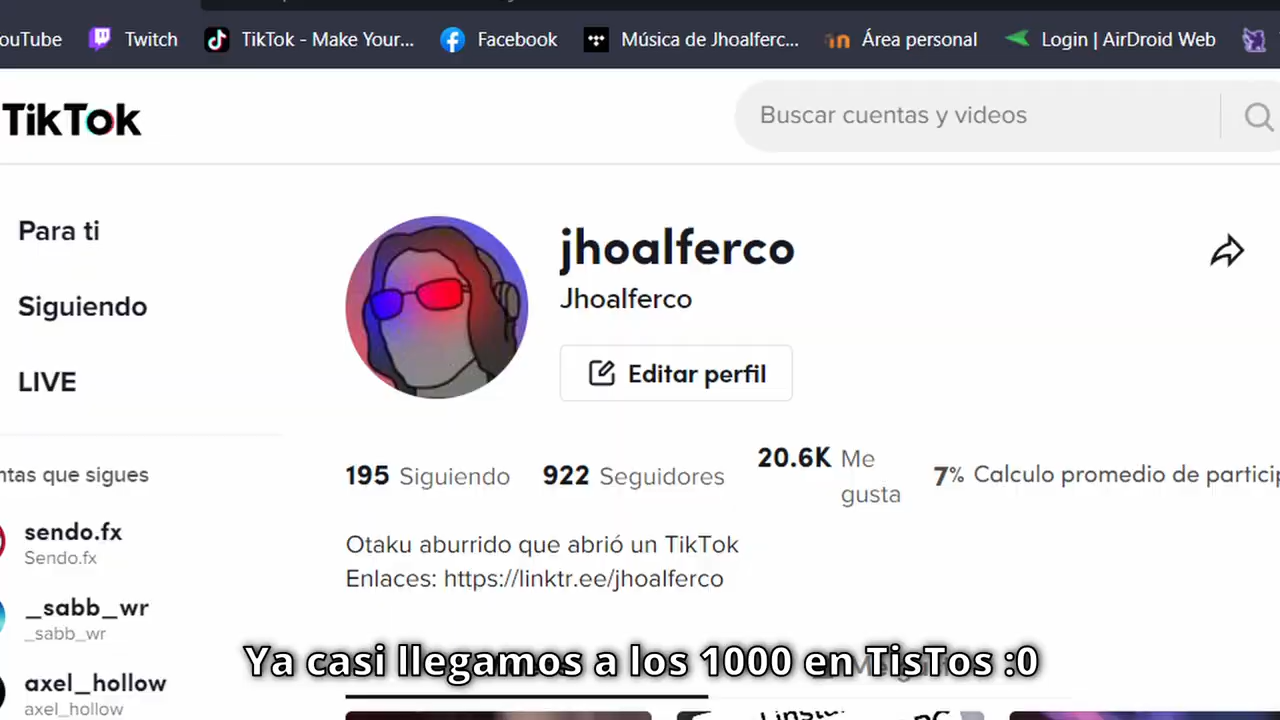 ouTube Twitch TikTok - Make Your... Facebook Música de Jhoalferc... Área personal Login | AirDroid Web
TikTok
Buscar cuentas y videos
Para ti
Siguiendo
LIVE
ntas que sigues
sendo.fx
Sendo.fx
_sabb_wr
_sabb_wr
axel_hollow
axel_hollow
jhoalferco
Jhoalferco
Editar perfil
195 Siguiendo 922 Seguidores 20.6K Me gusta 7% Calculo promedio de particip
Otaku aburrido que abrió un TikTok
Enlaces: https://linktr.ee/jhoalferco
Ya casi llegamos a los 1000 en TisTos :0